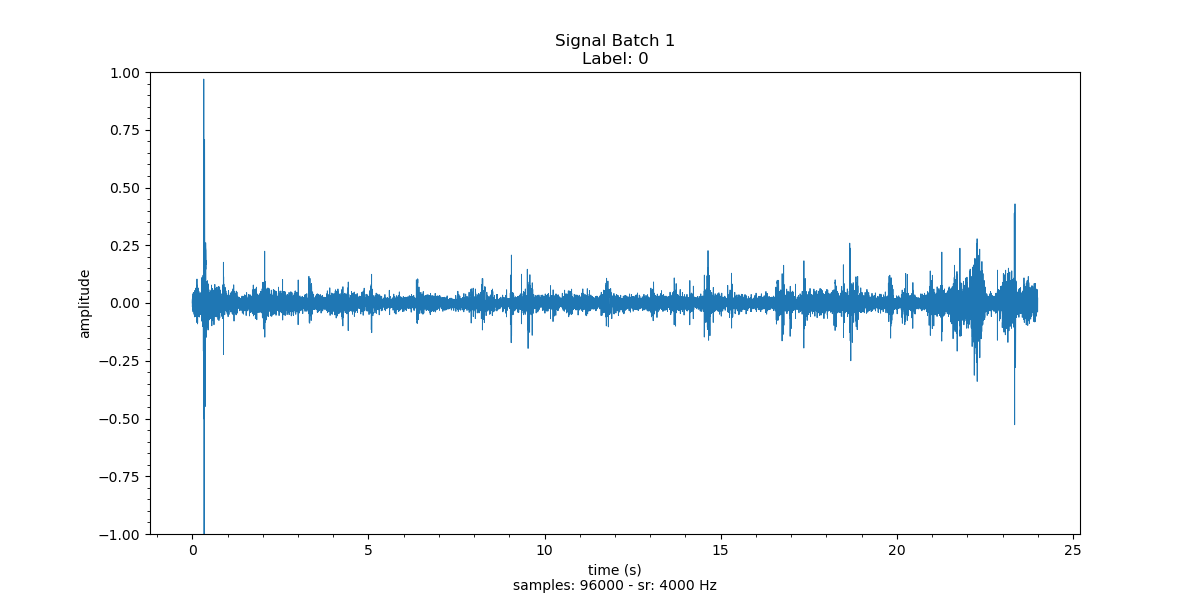 Signal Batch 1
Label: 0
1.00
0.75
0.50
0.25
0.00
−0.25
−0.50
−0.75
−1.00
amplitude
0 5 10 15 20 25
time (s)
samples: 96000 - sr: 4000 Hz